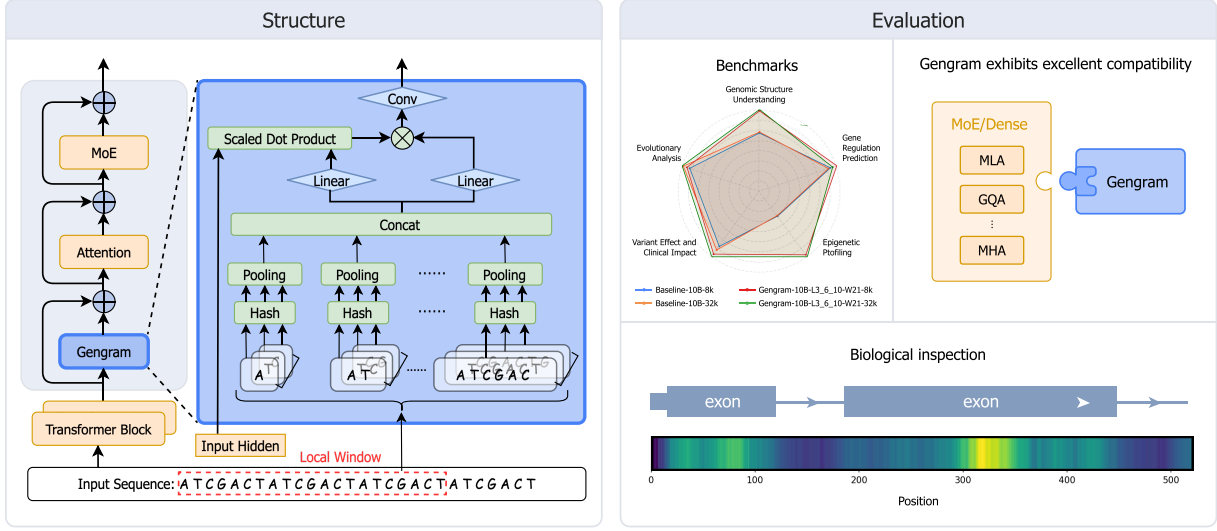 Structure
Conv
Scaled Dot Product
MoE
Linear
Linear
Attention
Concat
Pooling
Pooling
Pooling
Hash
Hash
Hash
Gengram
A T G
A T C G
A T C G A C
Transformer Block
Input Hidden
Local Window
Input Sequence: A T C G A C T A T C G A C T A T C G A C T A T C G A C T
Evaluation
Benchmarks
Genomic Structure
Understanding
Gene
Regulation
Prediction
Evolutionary
Analysis
Variant Effect and
Clinical Impact
Epigenetic
Ptofiling
Baseline-10B-8k
Gengram-10B-L3_6_10-W21-8k
Baseline-10B-32k
Gengram-10B-L3_6_10-W21-32k
Gengram exhibits excellent compatibility
MoE/Dense
MLA
GQA
MHA
Gengram
Biological inspection
exon
exon
0 100 200 300 400 500
Position